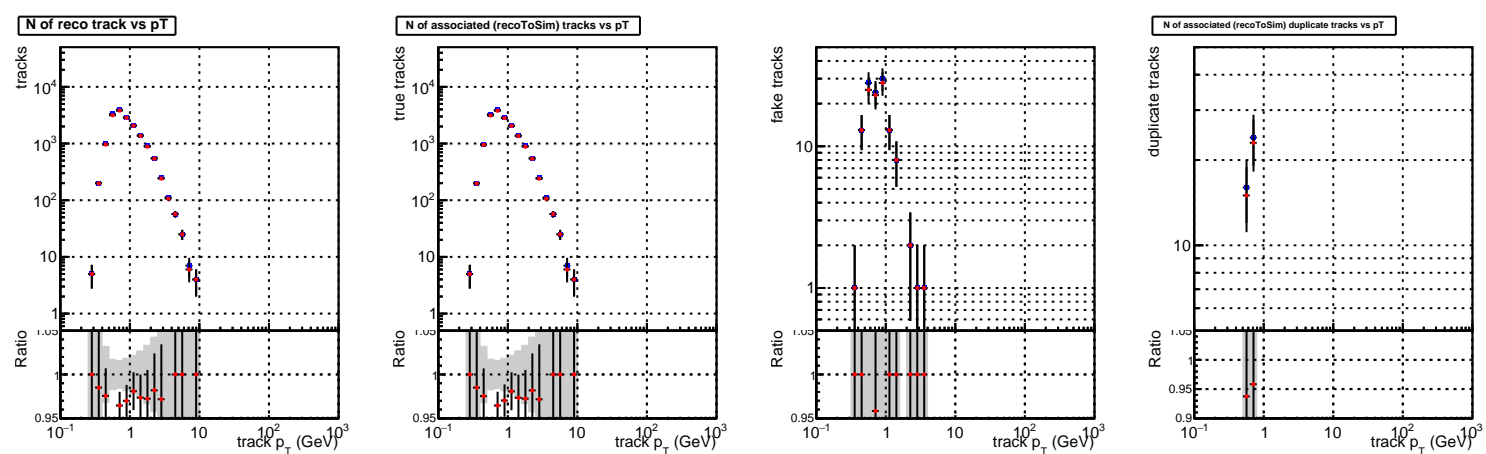 N of reco track vs pT
tracks
10^4
10^3
10^2
10
1
Ratio
1.05
1
0.95
10^-1 1 10 10^2 10^3
track p_T (GeV)
N of associated (recoToSim) tracks vs pT
true tracks
10^4
10^3
10^2
10
1
Ratio
1.05
1
0.95
10^-1 1 10 10^2 10^3
track p_T (GeV)
fake tracks
10
1
Ratio
1.05
1
0.95
10^-1 1 10 10^2 10^3
track p_T (GeV)
N of associated (recoToSim) duplicate tracks vs pT
duplicate tracks
10
Ratio
1.05
1
0.95
0.9
10^-1 1 10 10^2 10^3
track p_T (GeV)